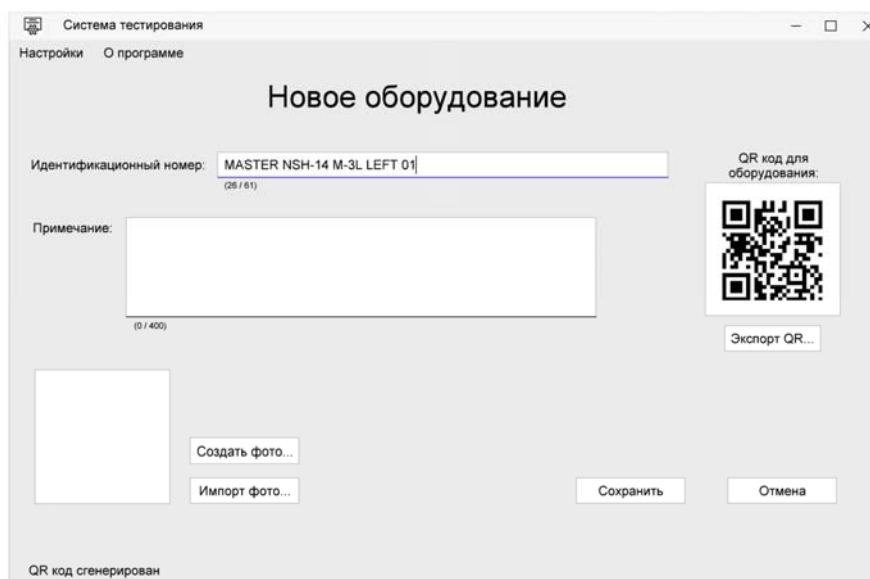 Система тестирования
Настройки О программе
Новое оборудование
Идентификационный номер: MASTER NSH-14 M-3L LEFT 01
(26 / 61)
QR код для
оборудования:
Примечание:
(0 / 400)
Экспорт QR...
Создать фото...
Импорт фото...
Сохранить
Отмена
QR код сгенерирован